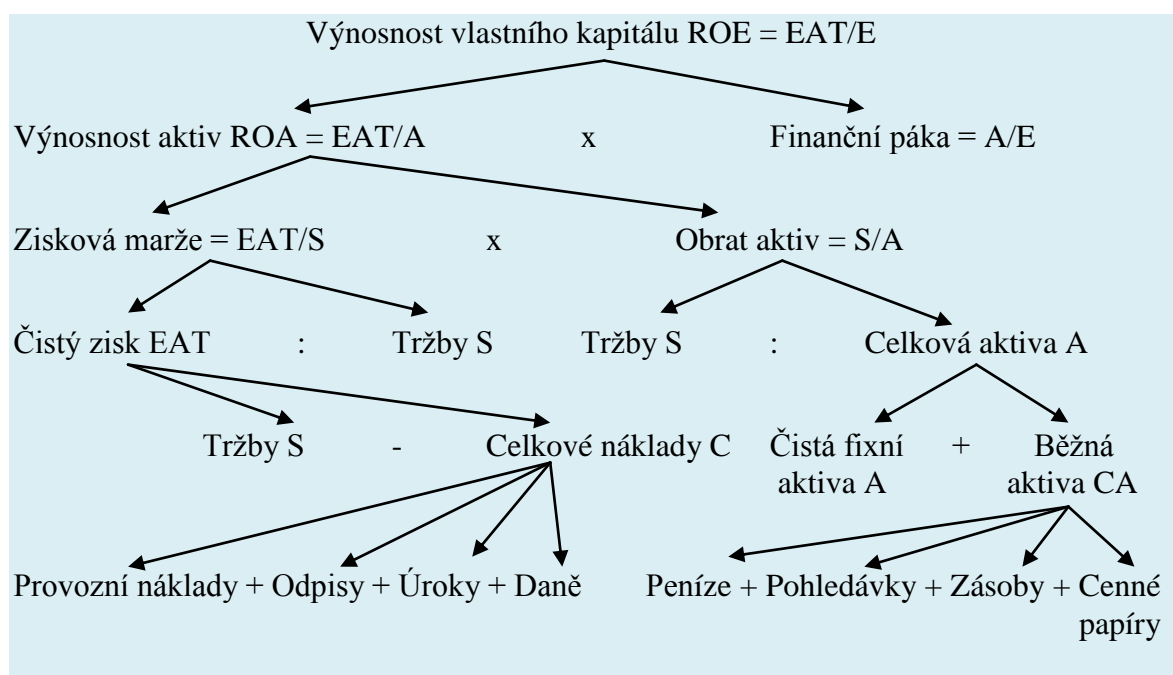 Výnosnost vlastního kapitálu ROE = EAT/E
Výnosnost aktiv ROA = EAT/A x Finanční páka = A/E
Zisková marže = EAT/S x Obrat aktiv = S/A
Čistý zisk EAT : Tržby S Tržby S : Celková aktiva A
Tržby S - Celkové náklady C Čistá fixní + Běžná
aktiva A aktiva CA
Provozní náklady + Odpisy + Úroky + Daně Peníze + Pohledávky + Zásoby + Cenné
papíry